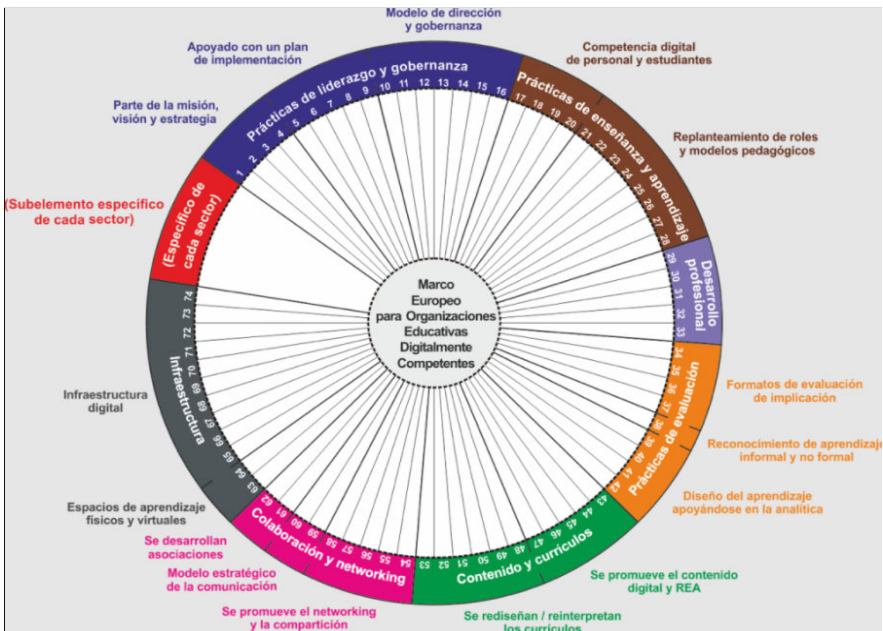 Modelo de dirección
y gobernanza
Apoyado con un plan
de implementación
Parte de la misión,
visión y estrategia
Prácticas de liderazgo y gobernanza
1
2
3
4
5
6
7
8
9
10
11
12
13
14
15
16
Competencia digital
de personal y estudiantes
Replanteamiento de roles
y modelos pedagógicos
Prácticas de enseñanza y aprendizaje
17
18
19
20
21
22
23
24
25
26
27
28
Desarrollo
profesional
29
30
31
32
33
Formatos de evaluación
de implicación
Reconocimiento de aprendizaje
informal y no formal
Diseño del aprendizaje
apoyándose en la analítica
Prácticas de evaluación
34
35
36
37
38
39
40
41
42
Se promueve el contenido
digital y REA
Se rediseñan / reinterpretan
los currículos
Contenido y currículos
43
44
45
46
47
48
49
50
51
52
53
Se promueve el networking
y la compartición
Modelo estratégico
de la comunicación
Se desarrollan
asociaciones
Colaboración y networking
54
55
56
57
58
59
60
61
62
Espacios de aprendizaje
físicos y virtuales
Infraestructura
digital
Infraestructura
63
64
65
66
67
68
69
70
71
72
73
74
(Subelemento específico
de cada sector)
(Específico de
cada sector)
Marco
Europeo
para Organizaciones
Educativas
Digitalmente
Competentes